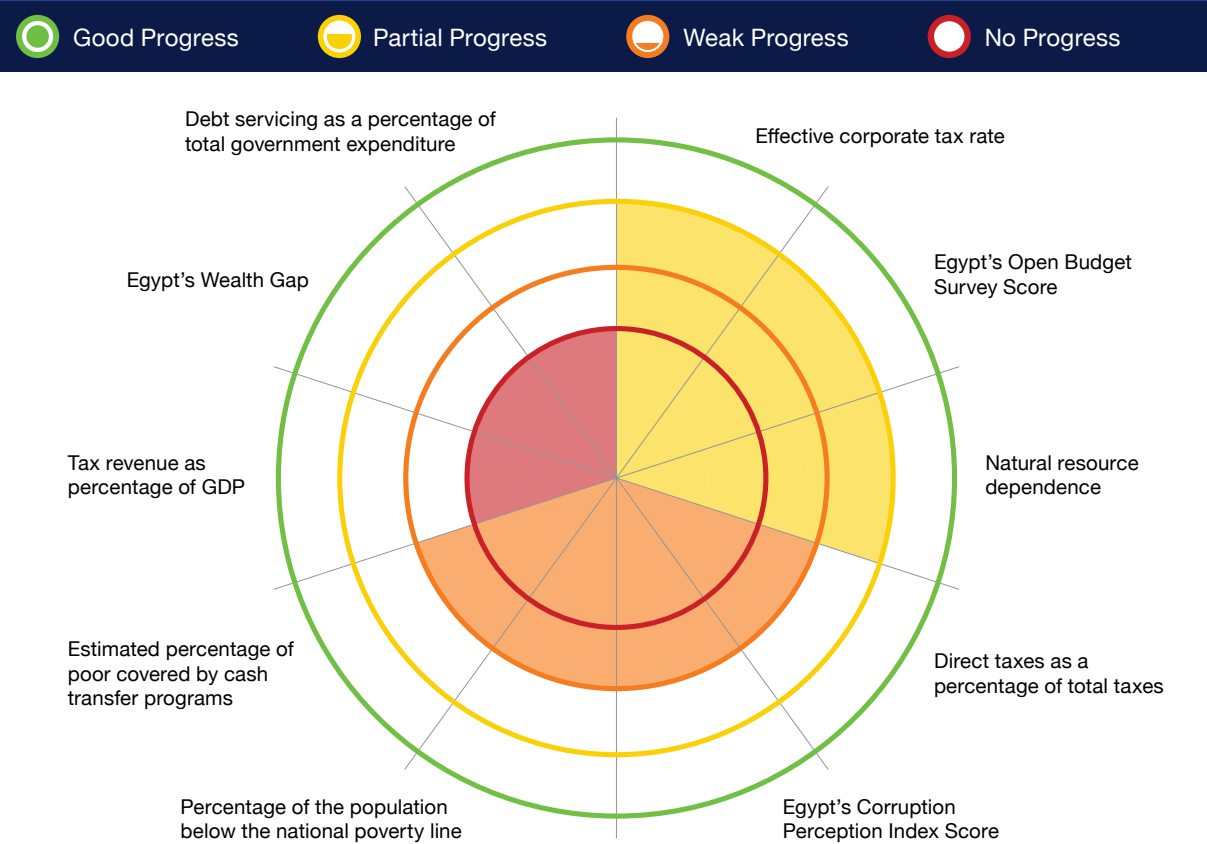 Good Progress
Partial Progress
Weak Progress
No Progress
Debt servicing as a percentage of
total government expenditure
Effective corporate tax rate
Egypt’s Open Budget
Survey Score
Egypt’s Wealth Gap
Natural resource
dependence
Tax revenue as
percentage of GDP
Direct taxes as a
percentage of total taxes
Estimated percentage of
poor covered by cash
transfer programs
Egypt’s Corruption
Perception Index Score
Percentage of the population
below the national poverty line